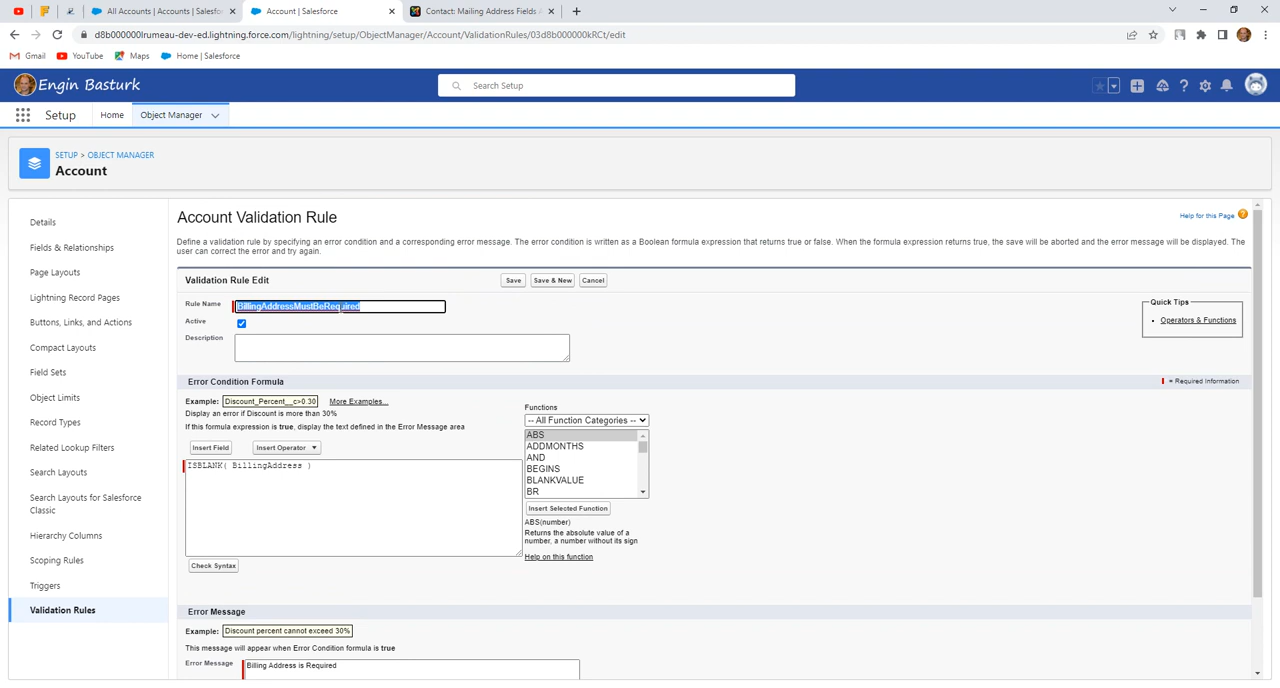 All Accounts | Accounts | Salesfo
Account | Salesforce
Contact: Mailing Address Fields A
d8b000000lrumeau-dev-ed.lightning.force.com/lightning/setup/ObjectManager/Account/ValidationRules/03d8b000000kRCt/edit
Gmail
YouTube
Maps
Home | Salesforce
Engin Basturk
Search Setup
Setup
Home
Object Manager
SETUP > OBJECT MANAGER
Account
Details
Fields & Relationships
Page Layouts
Lightning Record Pages
Buttons, Links, and Actions
Compact Layouts
Field Sets
Object Limits
Record Types
Related Lookup Filters
Search Layouts
Search Layouts for Salesforce
Classic
Hierarchy Columns
Scoping Rules
Triggers
Validation Rules
Account Validation Rule
Help for this Page
Define a validation rule by specifying an error condition and a corresponding error message. The error condition is written as a Boolean formula expression that returns true or false. When the formula expression returns true, the save will be aborted and the error message will be displayed. The
user can correct the error and try again.
Validation Rule Edit
Save
Save & New
Cancel
Rule Name
BillingAddressMustBeRequired
Active
Description
Quick Tips
Operators & Functions
Error Condition Formula
= Required Information
Example:
Discount_Percent__c>0.30
More Examples...
Display an error if Discount is more than 30%
If this formula expression is true, display the text defined in the Error Message area
Insert Field
Insert Operator
ISBLANK( BillingAddress )
Check Syntax
Functions
-- All Function Categories --
ABS
ADDMONTHS
AND
BEGINS
BLANKVALUE
BR
Insert Selected Function
ABS(number)
Returns the absolute value of a
number, a number without its sign
Help on this function
Error Message
Example:
Discount percent cannot exceed 30%
This message will appear when Error Condition formula is true
Error Message
Billing Address is Required